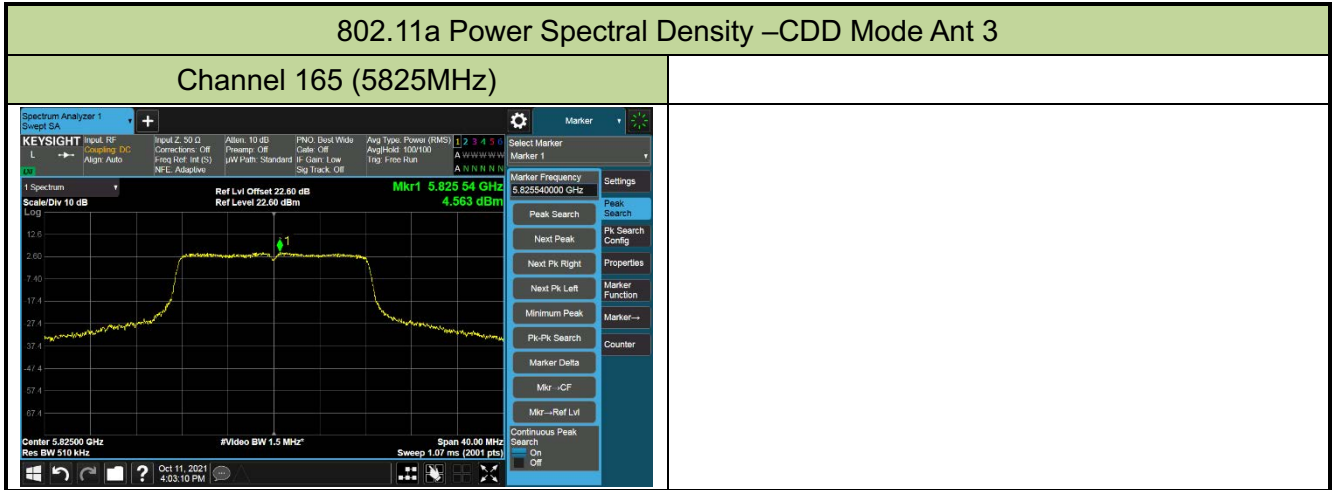 802.11a Power Spectral Density –CDD Mode Ant 3
Channel 165 (5825MHz)
Spectrum Analyzer 1
Swept SA
+
Marker
KEYSIGHT
L
Input: RF
Coupling: DC
Align: Auto
Input Z: 50 Ω
Corrections: Off
Freq Ref: Int (S)
NFE: Adaptive
Atten: 10 dB
Preamp: Off
µW Path: Standard
PNO: Best Wide
Gate: Off
IF Gain: Low
Sig Track: Off
Avg Type: Power (RMS)
Avg|Hold: 100/100
Trig: Free Run
1 2 3 4 5 6
A W W W W W
A N N N N N
Select Marker
Marker 1
1 Spectrum
Scale/Div 10 dB
Log
Ref Lvl Offset 22.60 dB
Ref Level 22.60 dBm
Mkr1 5.825 54 GHz
4.563 dBm
12.6
2.60
-7.40
-17.4
-27.4
-37.4
-47.4
-57.4
-67.4
1
Center 5.82500 GHz
Res BW 510 kHz
#Video BW 1.5 MHz*
Span 40.00 MHz
Sweep 1.07 ms (2001 pts)
Marker Frequency
5.825540000 GHz
Peak Search
Next Peak
Next Pk Right
Next Pk Left
Minimum Peak
Pk-Pk Search
Marker Delta
Mkr→CF
Mkr→Ref Lvl
Continuous Peak
Search
On
Off
Settings
Peak
Search
Pk Search
Config
Properties
Marker
Function
Marker→
Counter
?
Oct 11, 2021
4:03:10 PM